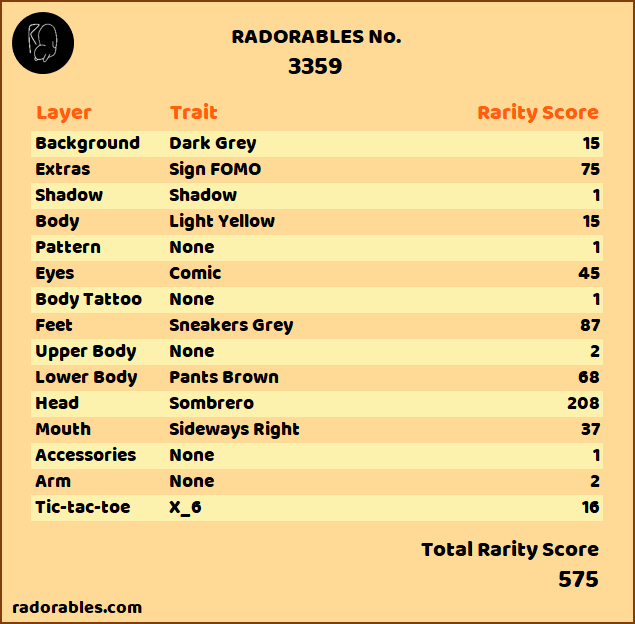 RADORABLES No.
3359
Layer Trait Rarity Score
Background Dark Grey 15
Extras Sign FOMO 75
Shadow Shadow 1
Body Light Yellow 15
Pattern None 1
Eyes Comic 45
Body Tattoo None 1
Feet Sneakers Grey 87
Upper Body None 2
Lower Body Pants Brown 68
Head Sombrero 208
Mouth Sideways Right 37
Accessories None 1
Arm None 2
Tic-tac-toe X_6 16
Total Rarity Score
575
radorables.com